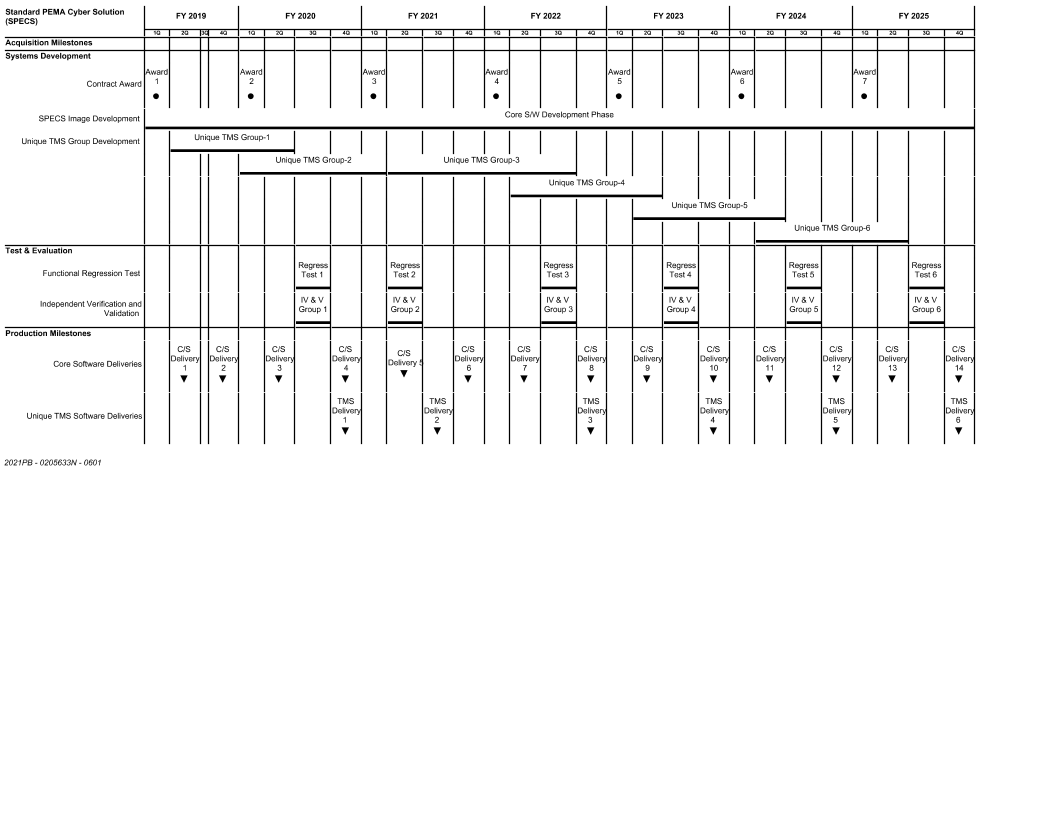 Standard PEMA Cyber Solution
(SPECS)
FY 2019 FY 2020 FY 2021 FY 2022 FY 2023 FY 2024 FY 2025
1Q 2Q 3Q 4Q 1Q 2Q 3Q 4Q 1Q 2Q 3Q 4Q 1Q 2Q 3Q 4Q 1Q 2Q 3Q 4Q 1Q 2Q 3Q 4Q 1Q 2Q 3Q 4Q
Acquisition Milestones
Systems Development
Contract Award
Award
1
Award
2
Award
3
Award
4
Award
5
Award
6
Award
7
SPECS Image Development
Core S/W Development Phase
Unique TMS Group Development
Unique TMS Group-1
Unique TMS Group-2
Unique TMS Group-3
Unique TMS Group-4
Unique TMS Group-5
Unique TMS Group-6
Test & Evaluation
Functional Regression Test
Regress
Test 1
Regress
Test 2
Regress
Test 3
Regress
Test 4
Regress
Test 5
Regress
Test 6
Independent Verification and
Validation
IV & V
Group 1
IV & V
Group 2
IV & V
Group 3
IV & V
Group 4
IV & V
Group 5
IV & V
Group 6
Production Milestones
Core Software Deliveries
C/S
Delivery
1
C/S
Delivery
2
C/S
Delivery
3
C/S
Delivery
4
C/S
Delivery 5
C/S
Delivery
6
C/S
Delivery
7
C/S
Delivery
8
C/S
Delivery
9
C/S
Delivery
10
C/S
Delivery
11
C/S
Delivery
12
C/S
Delivery
13
C/S
Delivery
14
Unique TMS Software Deliveries
TMS
Delivery
1
TMS
Delivery
2
TMS
Delivery
3
TMS
Delivery
4
TMS
Delivery
5
TMS
Delivery
6
2021PB - 0205633N - 0601